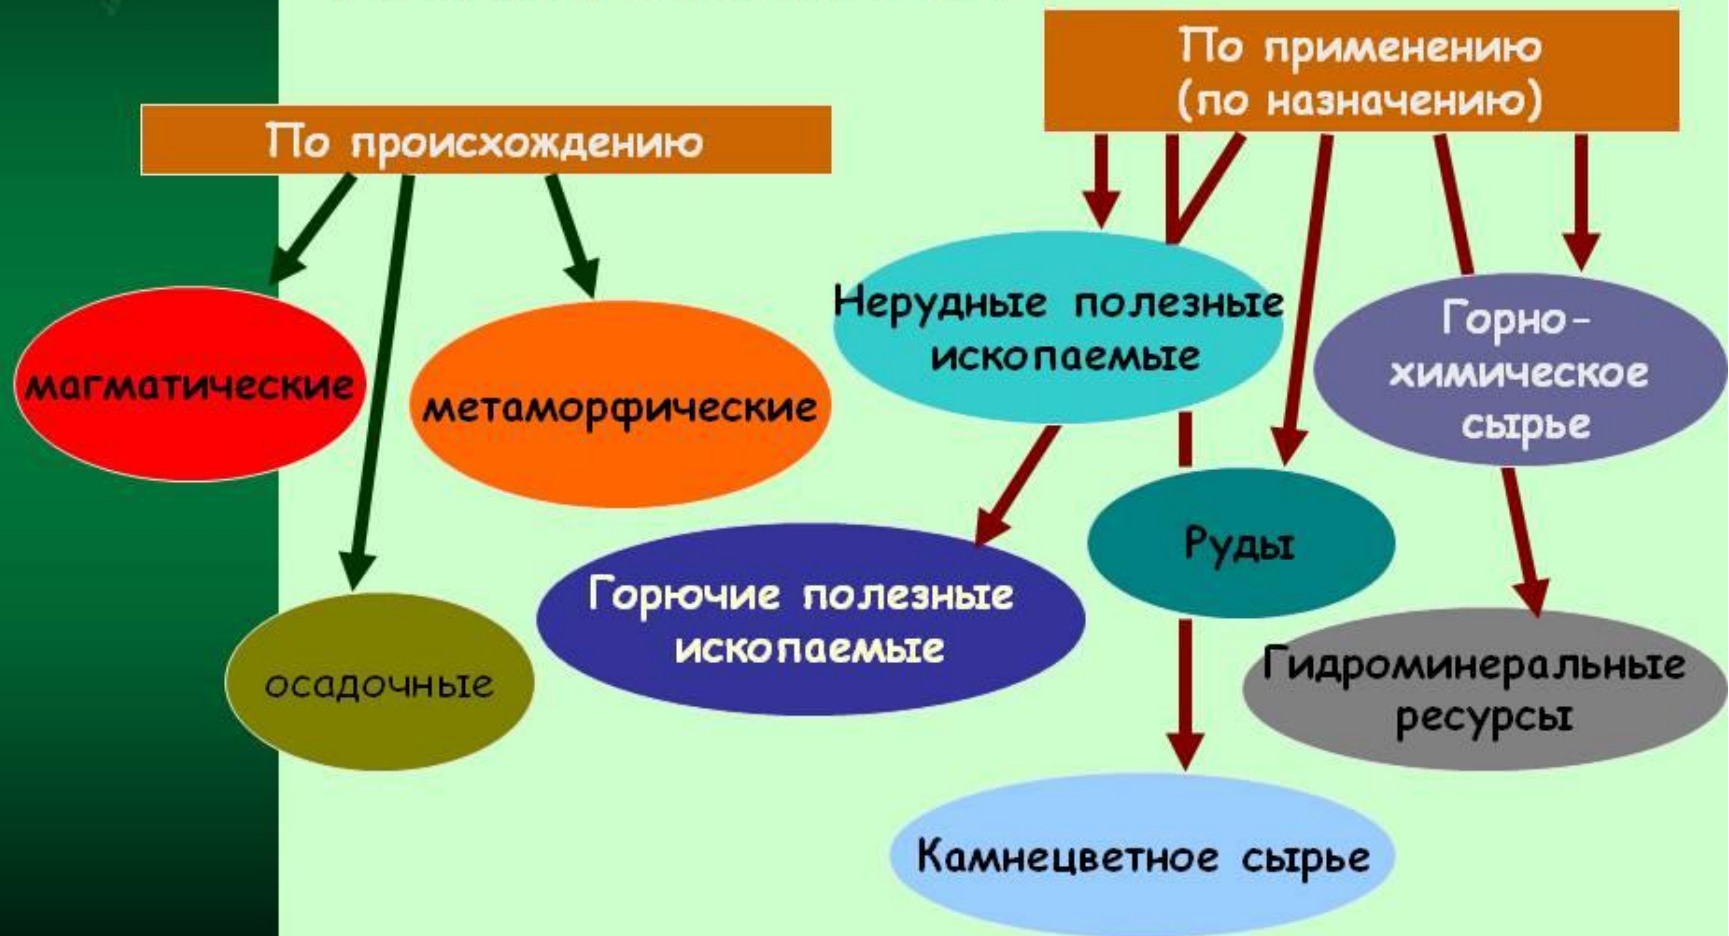 По применению
(по назначению)
По происхождению
Нерудные полезные
ископаемые
Горно-
химическое
сырье
магматические
метаморфические
Руды
Горючие полезные
ископаемые
осадочные
Гидроминеральные
ресурсы
Камнецветное сырье